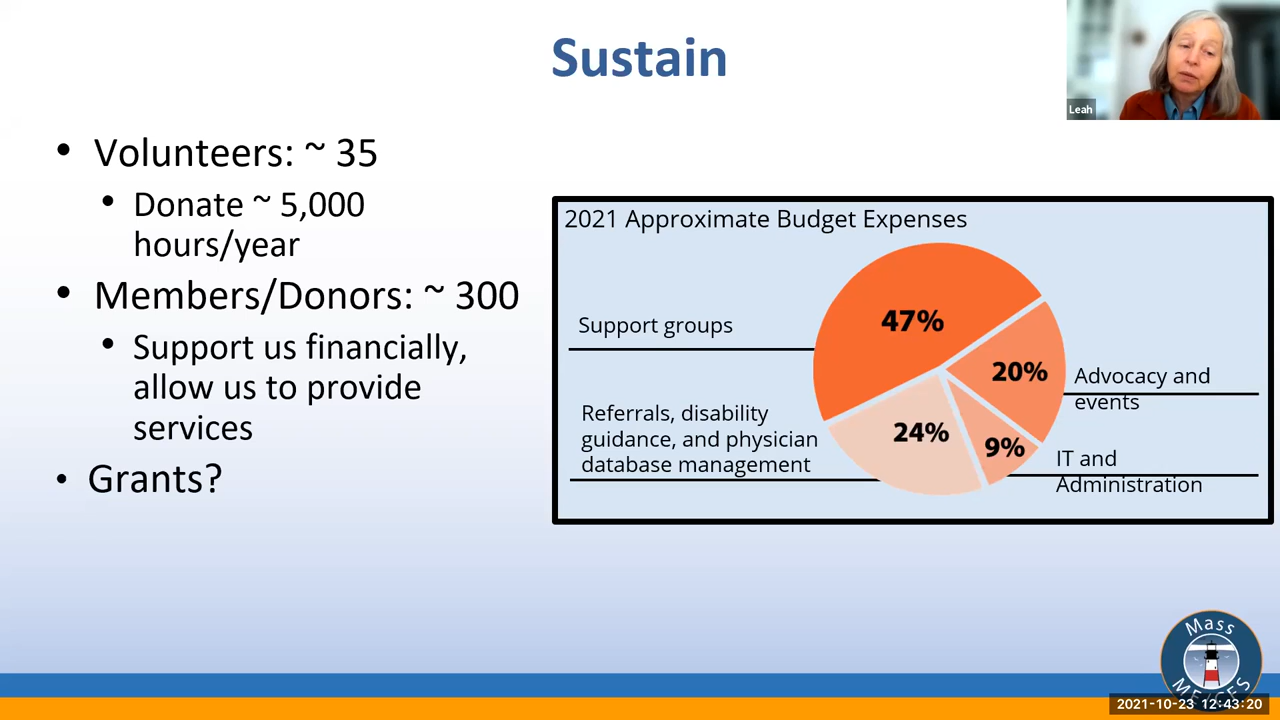 Sustain
Leah
• Volunteers: ~ 35
• Donate ~ 5,000
hours/year
• Members/Donors: ~ 300
• Support us financially,
allow us to provide
services
• Grants?
2021 Approximate Budget Expenses
47%
Support groups
20%
Advocacy and
events
Referrals, disability
guidance, and physician
database management
24%
9%
IT and
Administration
Mass
ME/CFS
2021-10-23 12:43:20